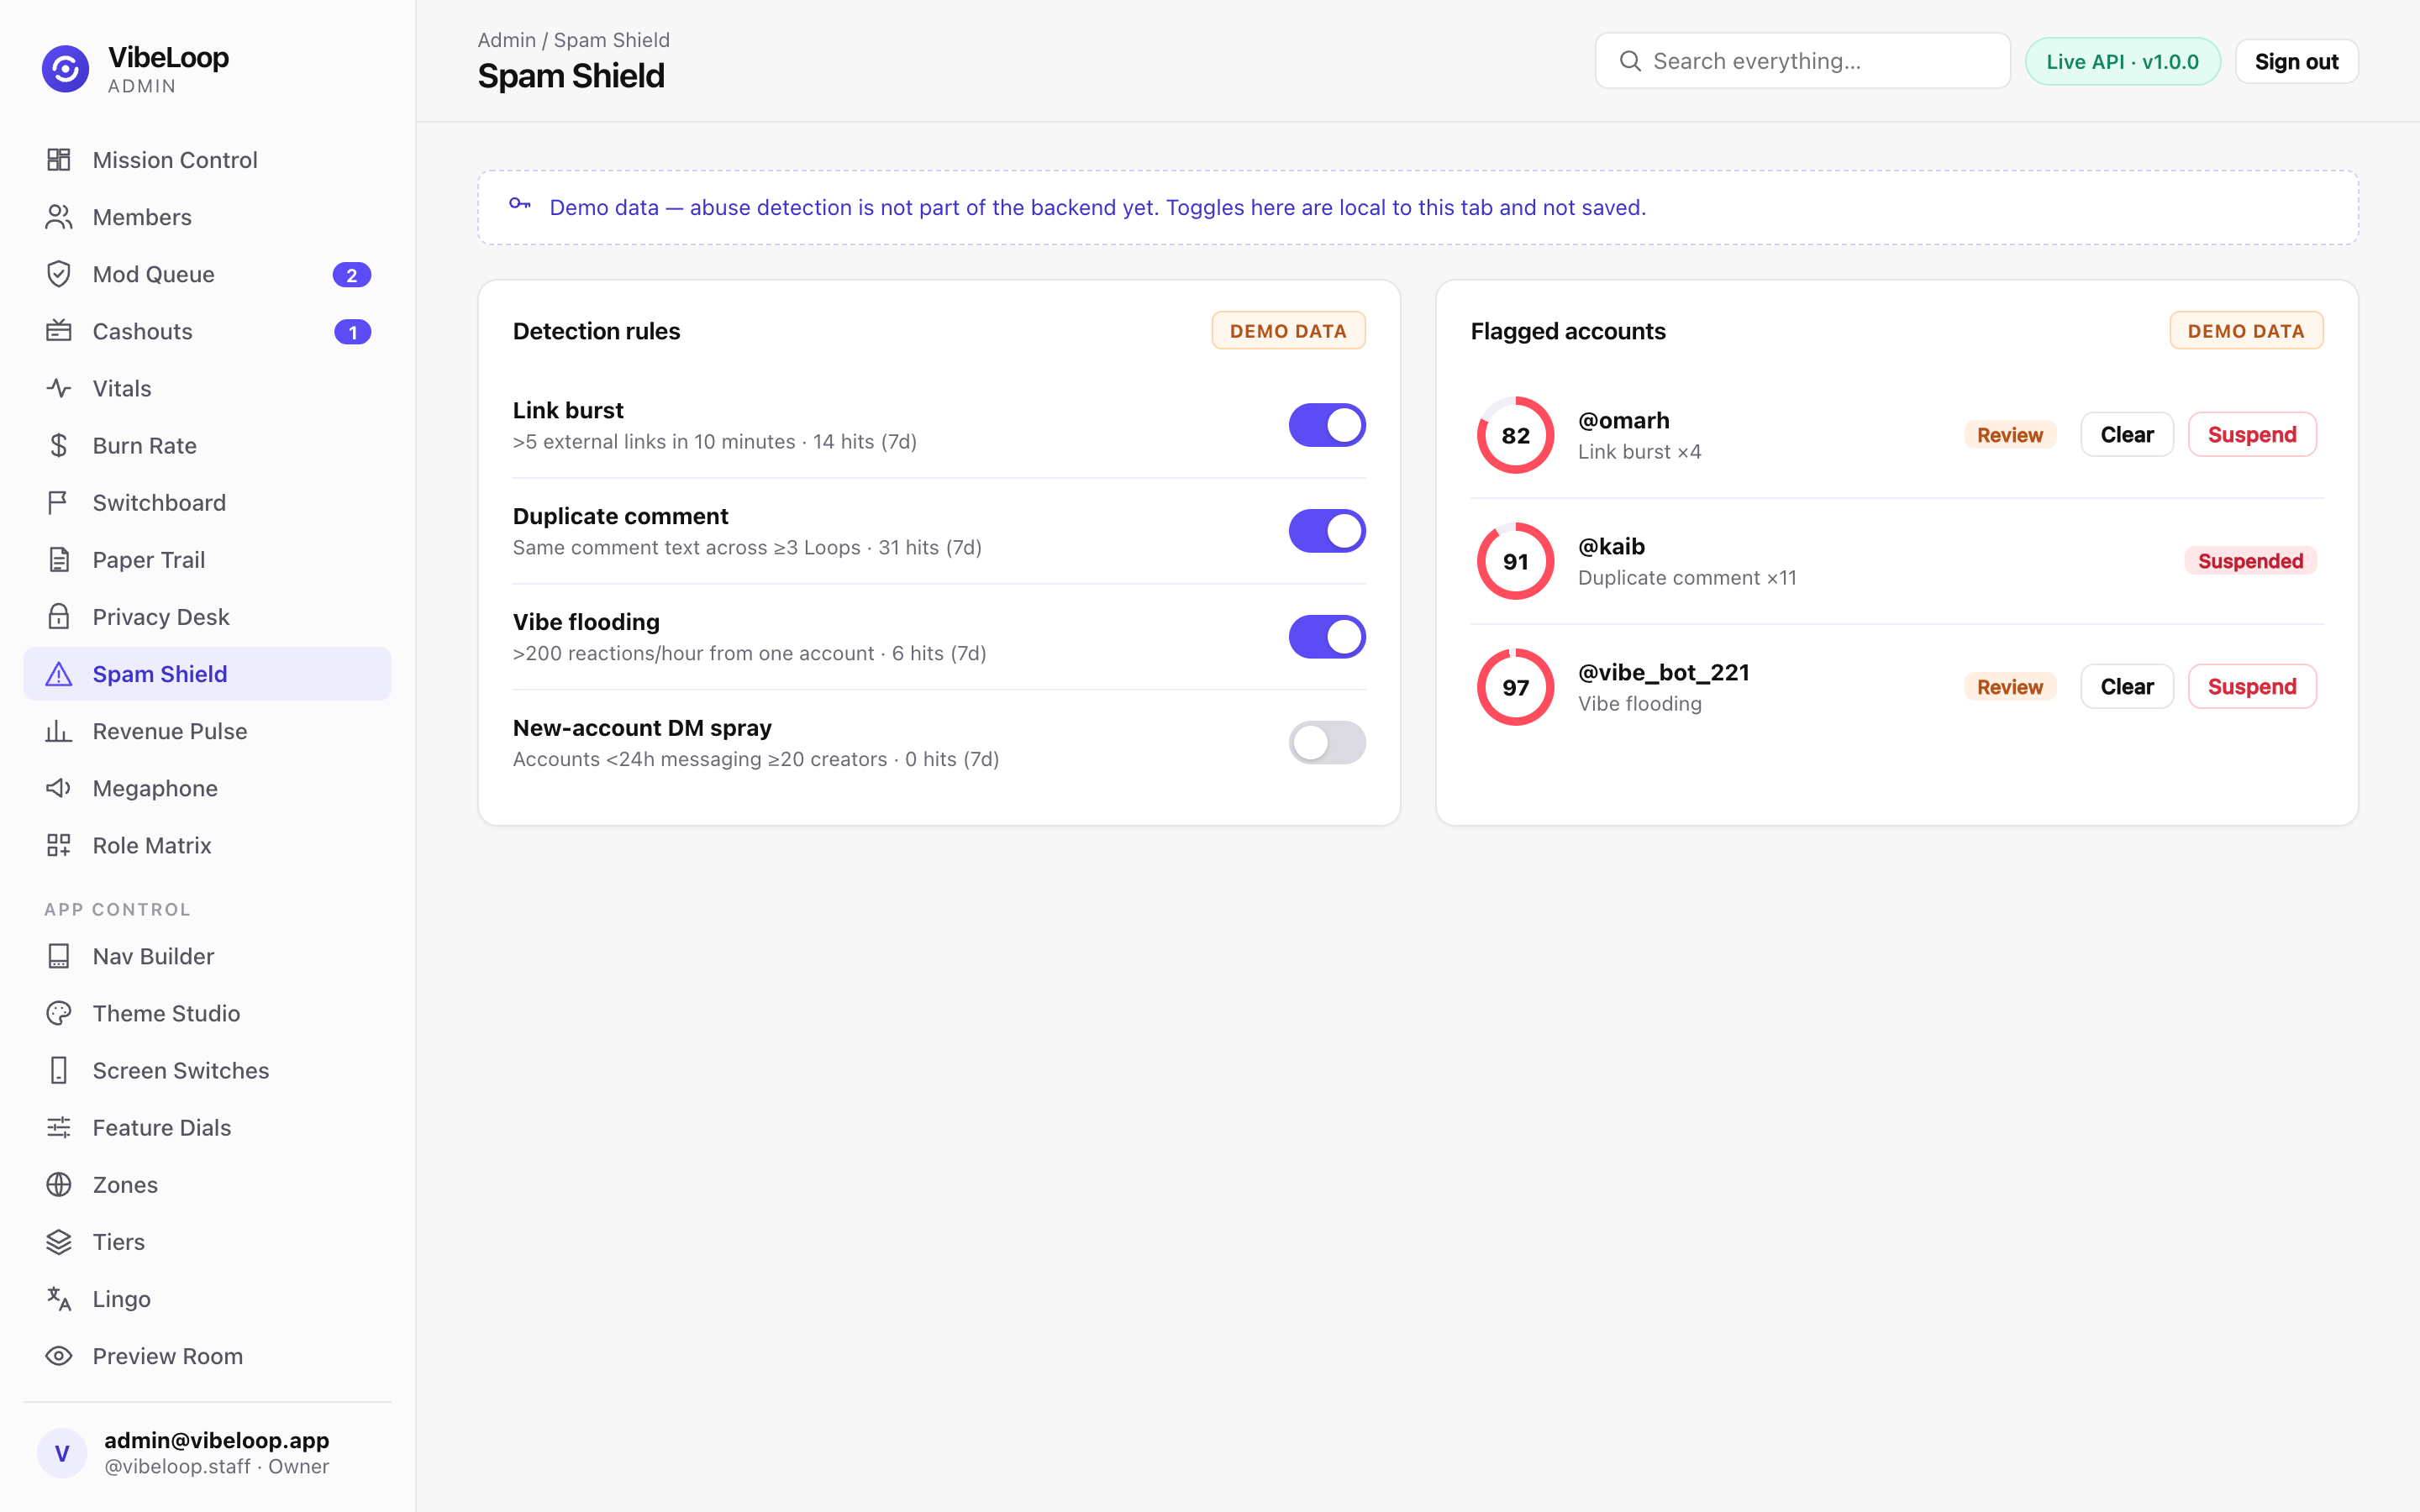 VibeLoop
ADMIN
Mission Control
Members
Mod Queue 2
Cashouts 1
Vitals
Burn Rate
Switchboard
Paper Trail
Privacy Desk
Spam Shield
Revenue Pulse
Megaphone
Role Matrix
APP CONTROL
Nav Builder
Theme Studio
Screen Switches
Feature Dials
Zones
Tiers
Lingo
Preview Room
V
admin@vibeloop.app
@vibeloop.staff · Owner
Admin / Spam Shield
Spam Shield
Search everything...
Live API · v1.0.0
Sign out
Demo data — abuse detection is not part of the backend yet. Toggles here are local to this tab and not saved.
Detection rules DEMO DATA
Link burst
>5 external links in 10 minutes · 14 hits (7d)
Duplicate comment
Same comment text across ≥3 Loops · 31 hits (7d)
Vibe flooding
>200 reactions/hour from one account · 6 hits (7d)
New-account DM spray
Accounts <24h messaging ≥20 creators · 0 hits (7d)
Flagged accounts DEMO DATA
82
@omarh
Link burst ×4
Review Clear Suspend
91
@kaib
Duplicate comment ×11
Suspended
97
@vibe_bot_221
Vibe flooding
Review Clear Suspend